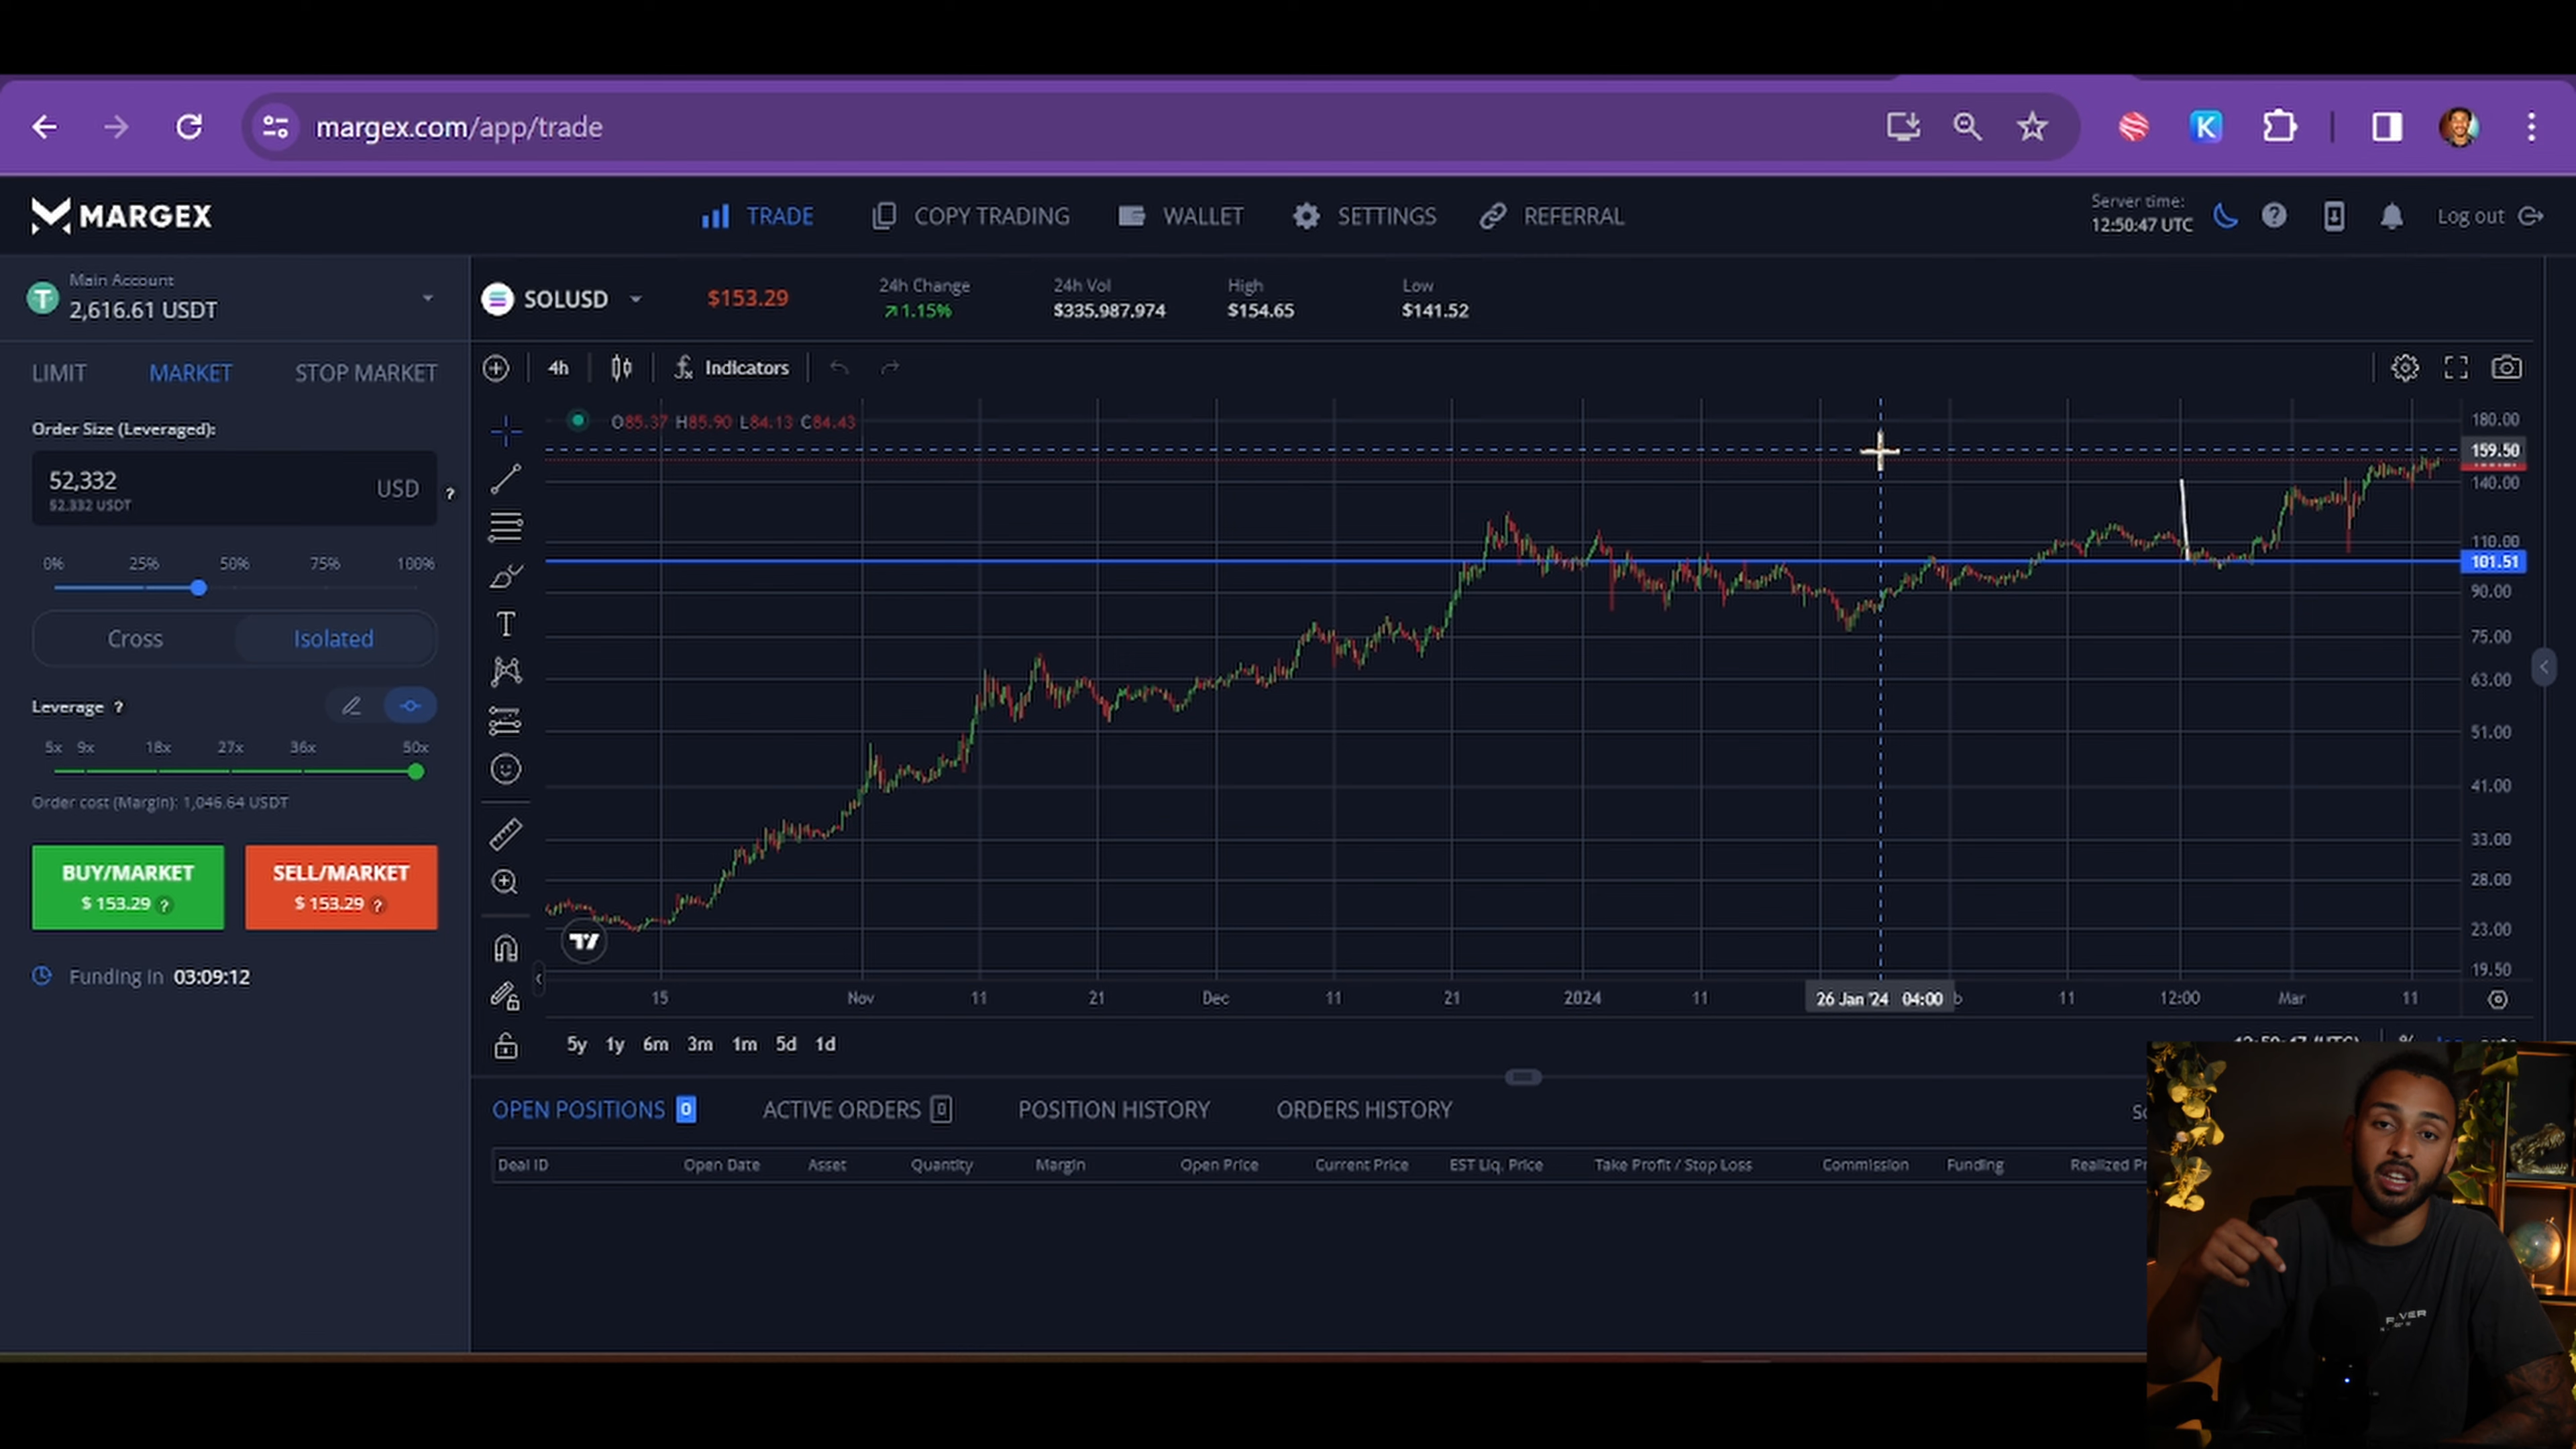 margex.com/app/trade
K
MARGEX
TRADE
COPY TRADING
WALLET
SETTINGS
REFERRAL
Server time:
12:50:47 UTC
Log out
Main Account
2,616.61 USDT
SOLUSD
$153.29
24h Change
1.15%
24h Vol
$335.987.974
High
$154.65
Low
$141.52
LIMIT
MARKET
STOP MARKET
Order Size (Leveraged):
52,332
USD
52.332 USDT
?
0% 25% 50% 75% 100%
Cross
Isolated
Leverage ?
5x 9x 18x 27x 36x 50x
Order cost (Margin): 1,046.64 USDT
BUY/MARKET
$ 153.29 ?
SELL/MARKET
$ 153.29 ?
Funding in 03:09:12
4h
Indicators
O85.37 H85.90 L84.13 C84.43
180.00
159.50
140.00
110.00
101.51
90.00
75.00
63.00
51.00
41.00
33.00
28.00
23.00
19.50
15 Nov 11 21 Dec 11 21 2024 11 26 Jan '24 04:00 b 11 12:00 Mar 11
5y 1y 6m 3m 1m 5d 1d
OPEN POSITIONS 0
ACTIVE ORDERS 0
POSITION HISTORY
ORDERS HISTORY
Deal ID
Open Date
Asset
Quantity
Margin
Open Price
Current Price
EST Liq. Price
Take Profit / Stop Loss
Commission
Funding
Realized